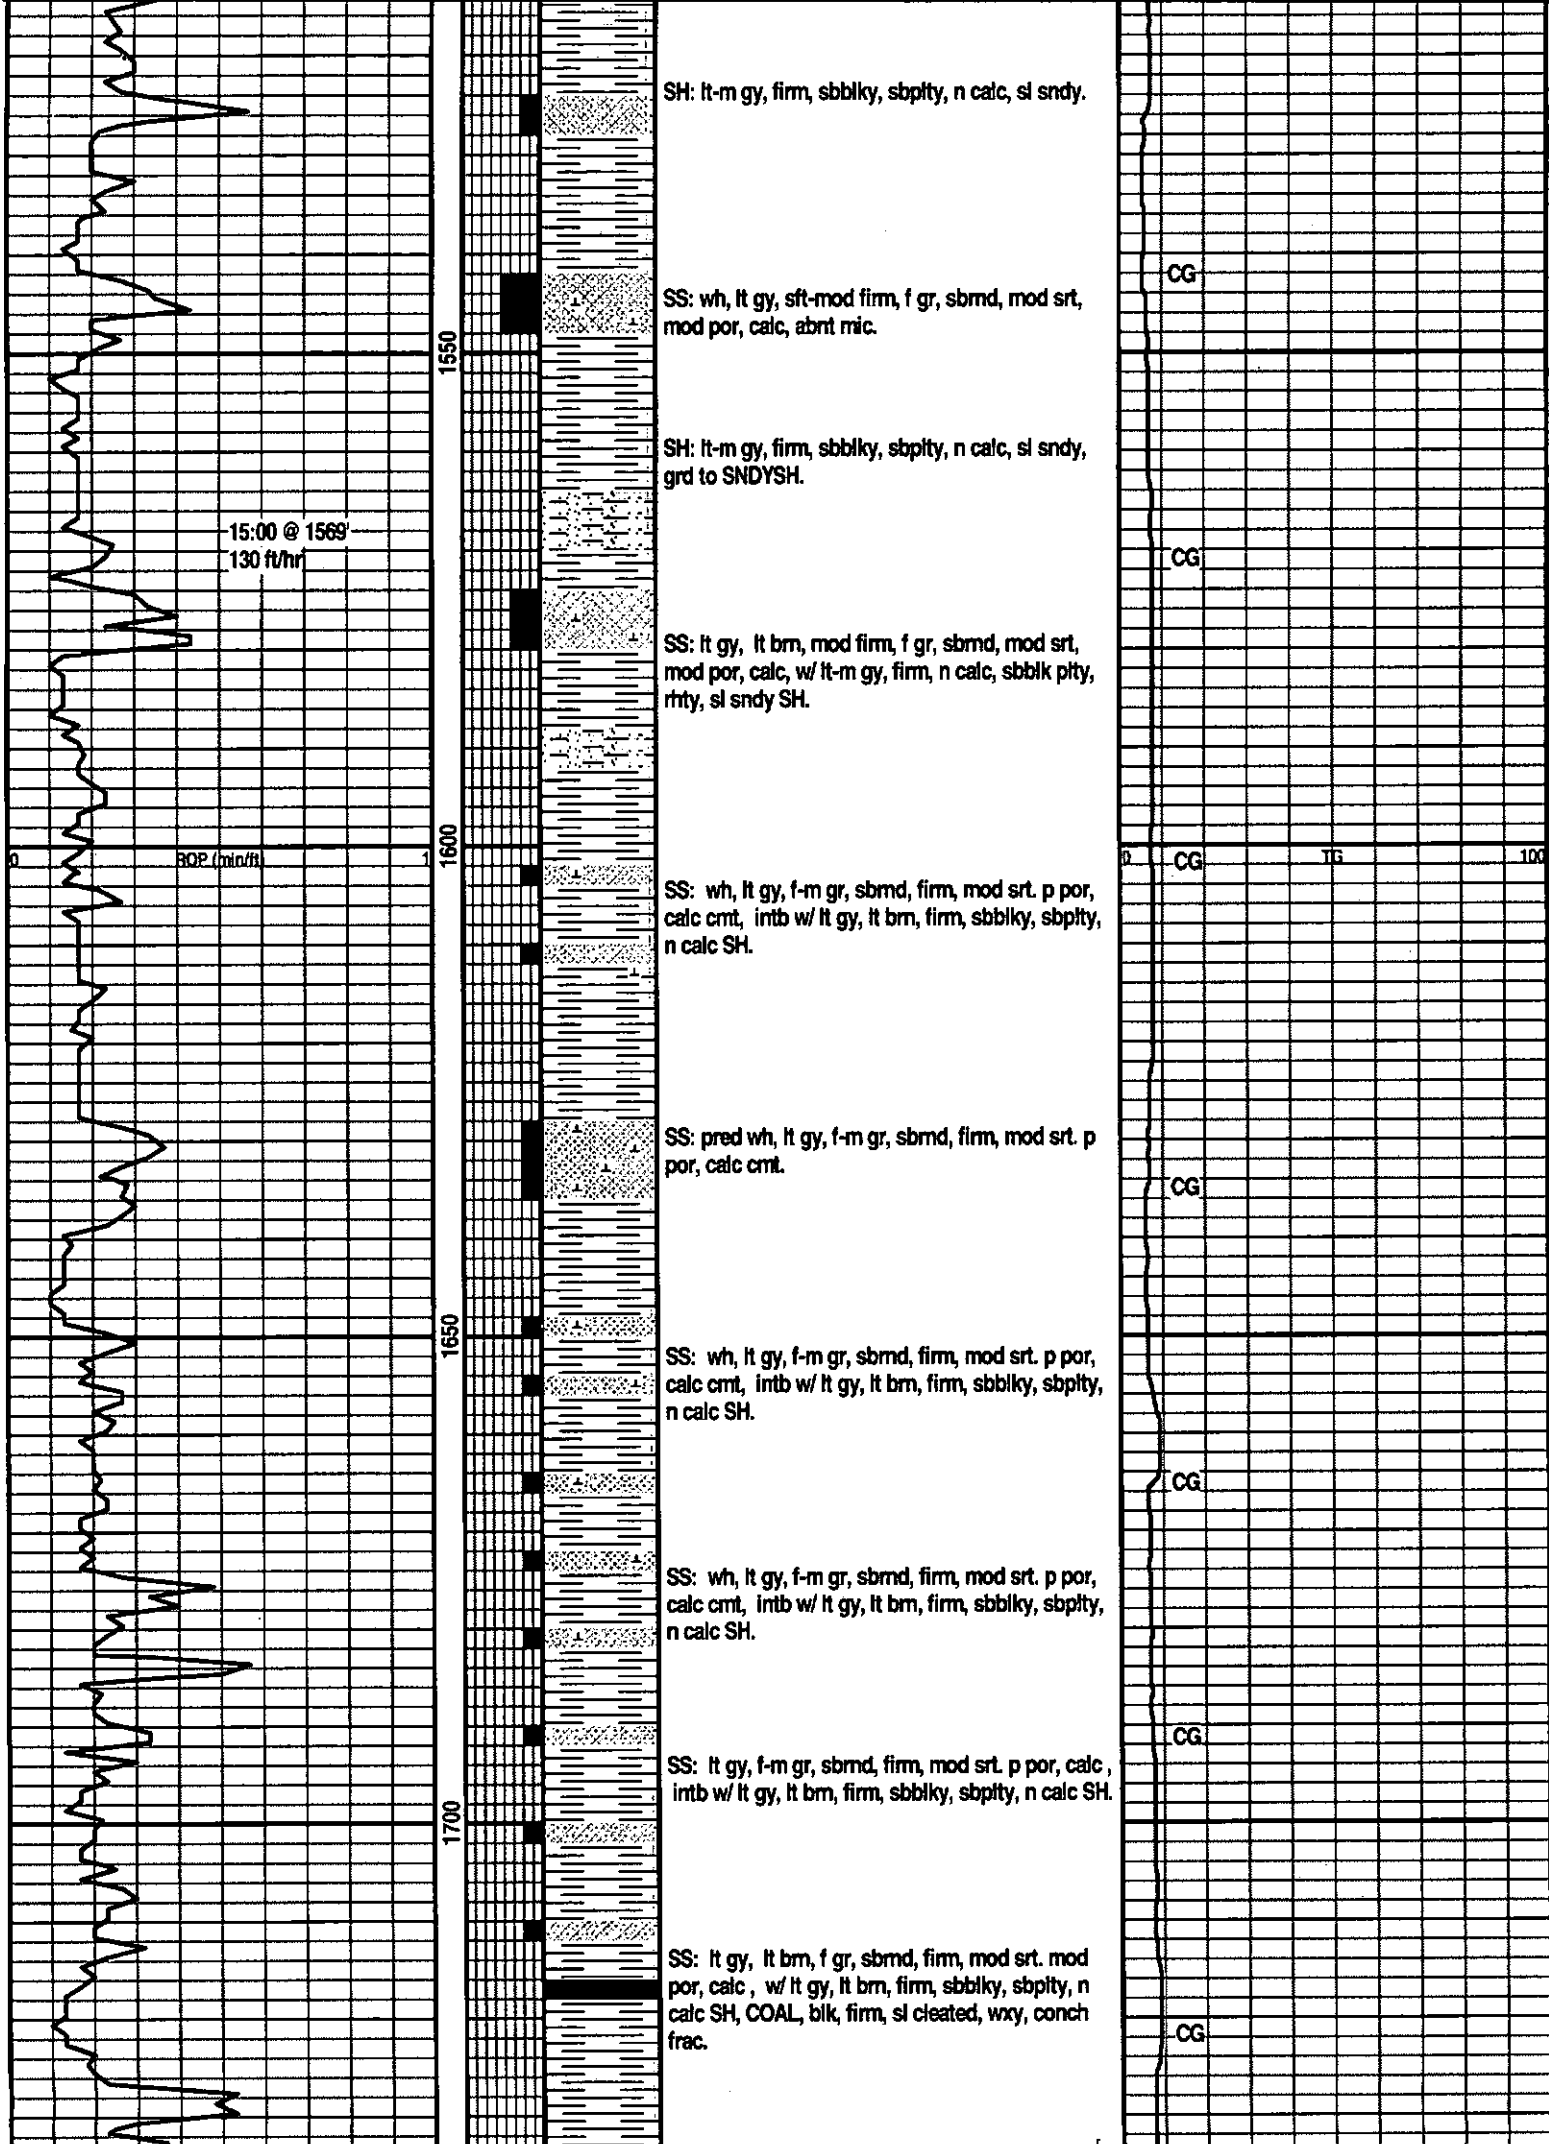 SH: lt-m gy, firm, sbblky, sbplty, n calc, sl sndy.
CG
SS: wh, lt gy, sft-mod firm, f gr, sbrnd, mod srt,
mod por, calc, abnt mic.
1550
SH: lt-m gy, firm, sbblky, sbplty, n calc, sl sndy,
grd to SNDYSH.
15:00 @ 1569'
130 ft/hr
CG
SS: lt gy, lt brn, mod firm, f gr, sbrnd, mod srt,
mod por, calc, w/ lt-m gy, firm, n calc, sbblk plty,
rhty, sl sndy SH.
0 ROP (min/ft) 1
1600
0 CG TG 100
SS: wh, lt gy, f-m gr, sbrnd, firm, mod srt. p por,
calc cmt, intb w/ lt gy, lt brn, firm, sbblky, sbplty,
n calc SH.
SS: pred wh, lt gy, f-m gr, sbrnd, firm, mod srt. p
por, calc cmt.
CG
1650
SS: wh, lt gy, f-m gr, sbrnd, firm, mod srt. p por,
calc cmt, intb w/ lt gy, lt brn, firm, sbblky, sbplty,
n calc SH.
CG
SS: wh, lt gy, f-m gr, sbrnd, firm, mod srt. p por,
calc cmt, intb w/ lt gy, lt brn, firm, sbblky, sbplty,
n calc SH.
CG
SS: lt gy, f-m gr, sbrnd, firm, mod srt. p por, calc ,
intb w/ lt gy, lt brn, firm, sbblky, sbplty, n calc SH.
1700
SS: lt gy, lt brn, f gr, sbrnd, firm, mod srt. mod
por, calc , w/ lt gy, lt brn, firm, sbblky, sbplty, n
calc SH, COAL, blk, firm, sl cleated, wxy, conch
frac.
CG